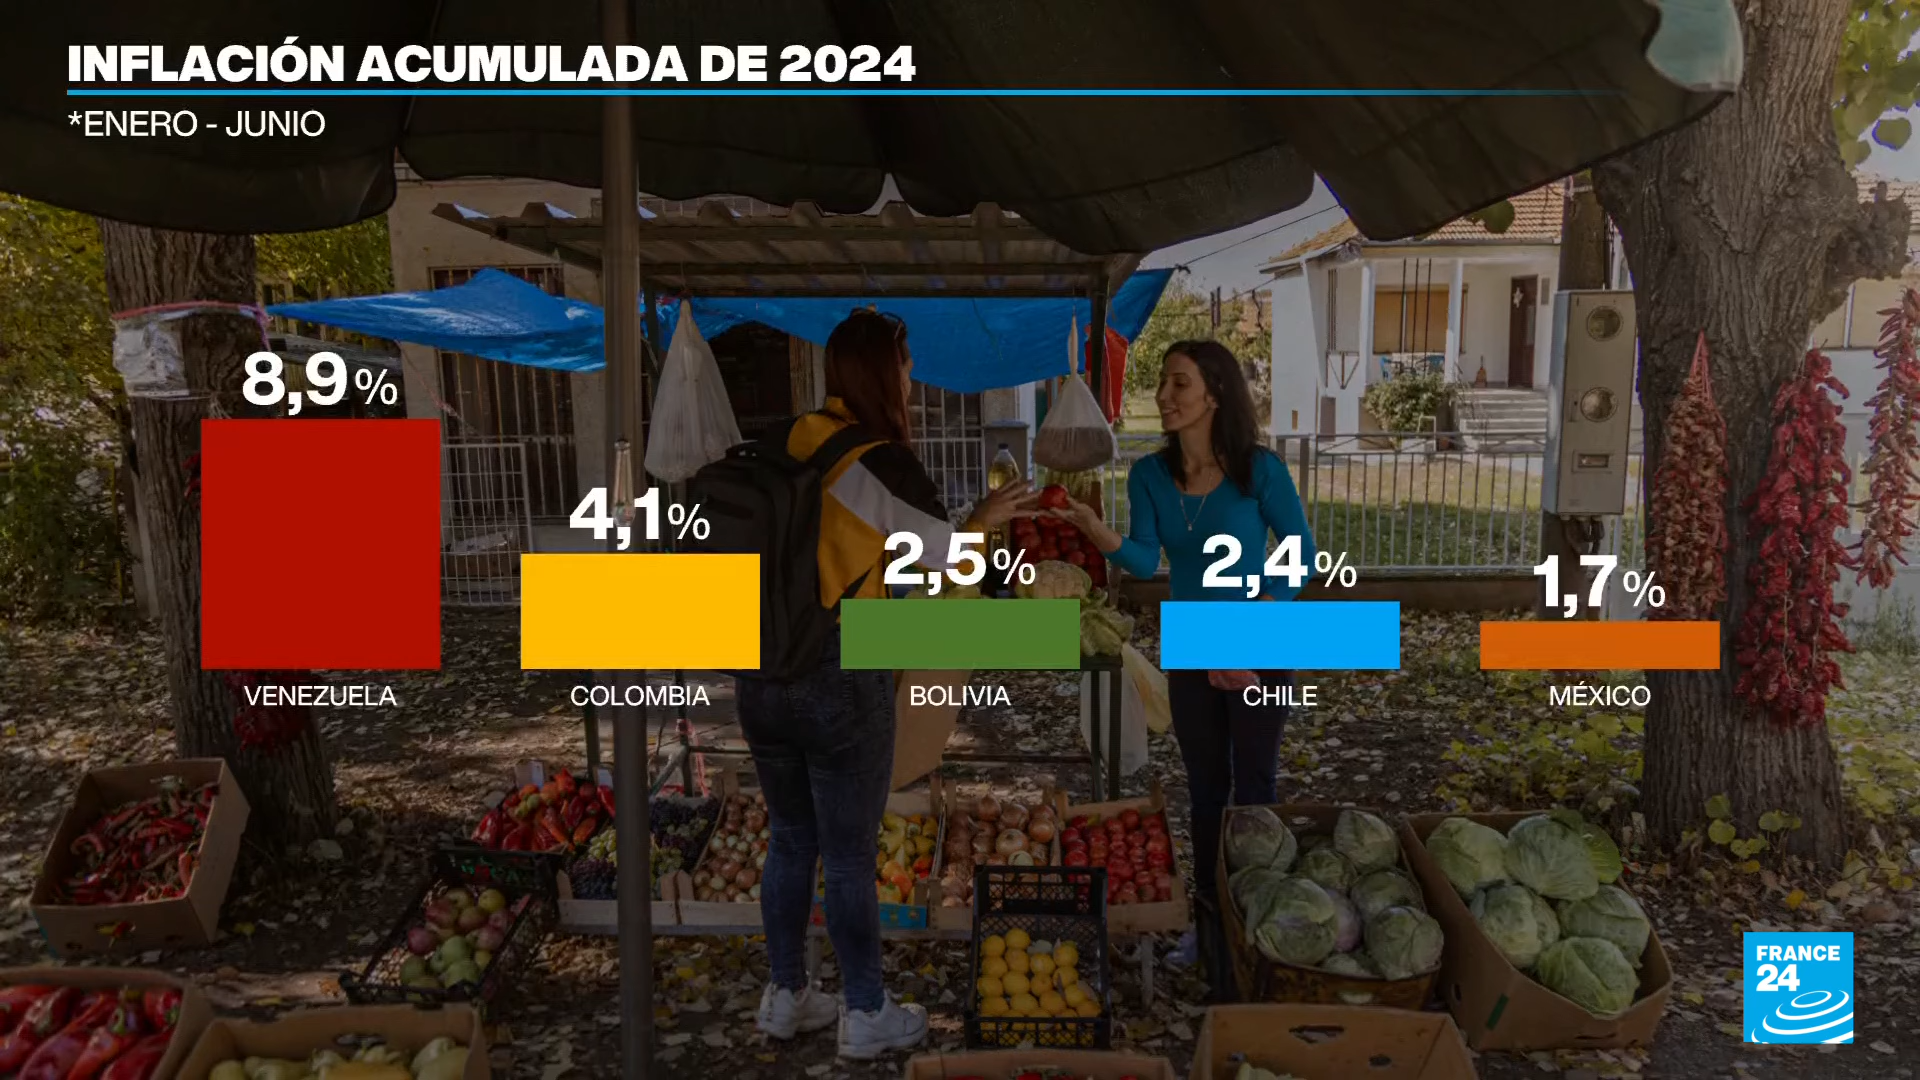 INFLACIÓN ACUMULADA DE 2024
*ENERO - JUNIO
8,9%
4,1%
2,5%
2,4%
1,7%
VENEZUELA
COLOMBIA
BOLIVIA
CHILE
MÉXICO
FRANCE
24